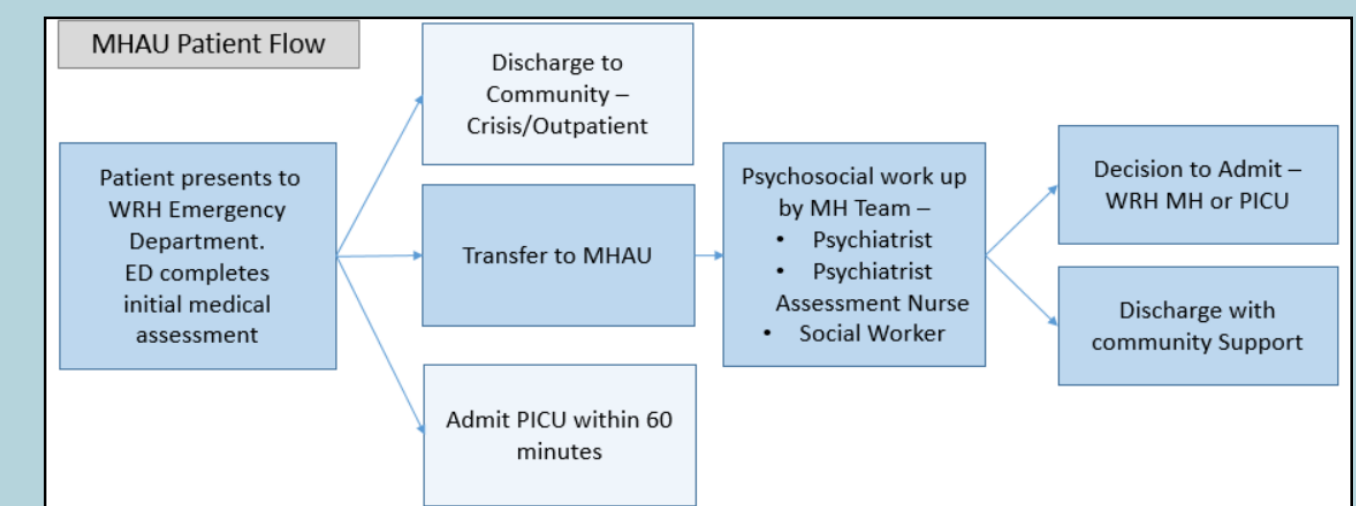 MHAU Patient Flow
Patient presents to
WRH Emergency
Department.
ED completes
initial medical
assessment
Discharge to
Community –
Crisis/Outpatient
Transfer to MHAU
Admit PICU within 60
minutes
Psychosocial work up
by MH Team –
• Psychiatrist
• Psychiatrist
Assessment Nurse
• Social Worker
Decision to Admit –
WRH MH or PICU
Discharge with
community Support